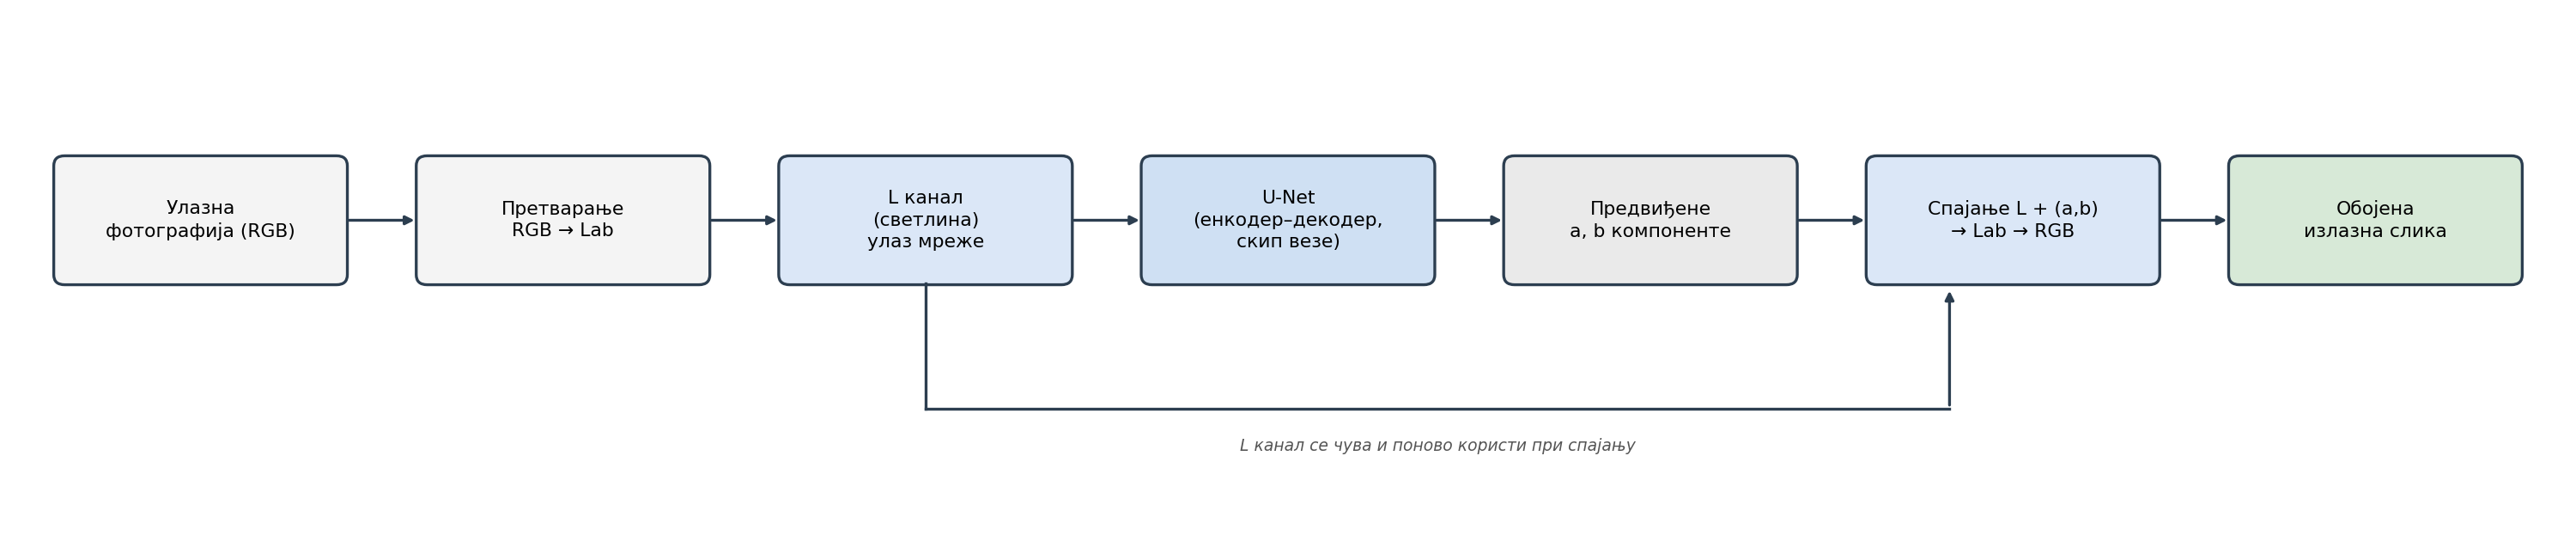 Улазна
фотографија (RGB)
Претварање
RGB → Lab
L канал
(светлина)
улаз мреже
U-Net
(енкодер–декодер,
скип везе)
Предвиђене
a, b компоненте
Спајање L + (a,b)
→ Lab → RGB
Обојена
излазна слика
L канал се чува и поново користи при спајању